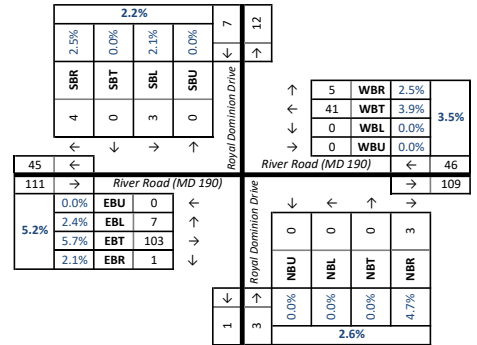 2.2%
7 12
2.5% 0.0% 2.1% 0.0%
↓ ↑
SBR SBT SBL SBU
Royal Dominion Drive
4 0 3 0
← ↓ → ↑
↑ 5 WBR 2.5%
← 41 WBT 3.9%
3.5%
↓ 0 WBL 0.0%
→ 0 WBU 0.0%
45 ←
River Road (MD 190) ← 46
111 → River Road (MD 190)
→ 109
5.2%
0.0% EBU 0 ←
2.4% EBL 7 ↑
5.7% EBT 103 →
2.1% EBR 1 ↓
Royal Dominion Drive
↓ ← ↑ →
0 0 0 3
NBU NBL NBT NBR
↓ ↑
0.0% 0.0% 0.0% 4.7%
1 3
2.6%